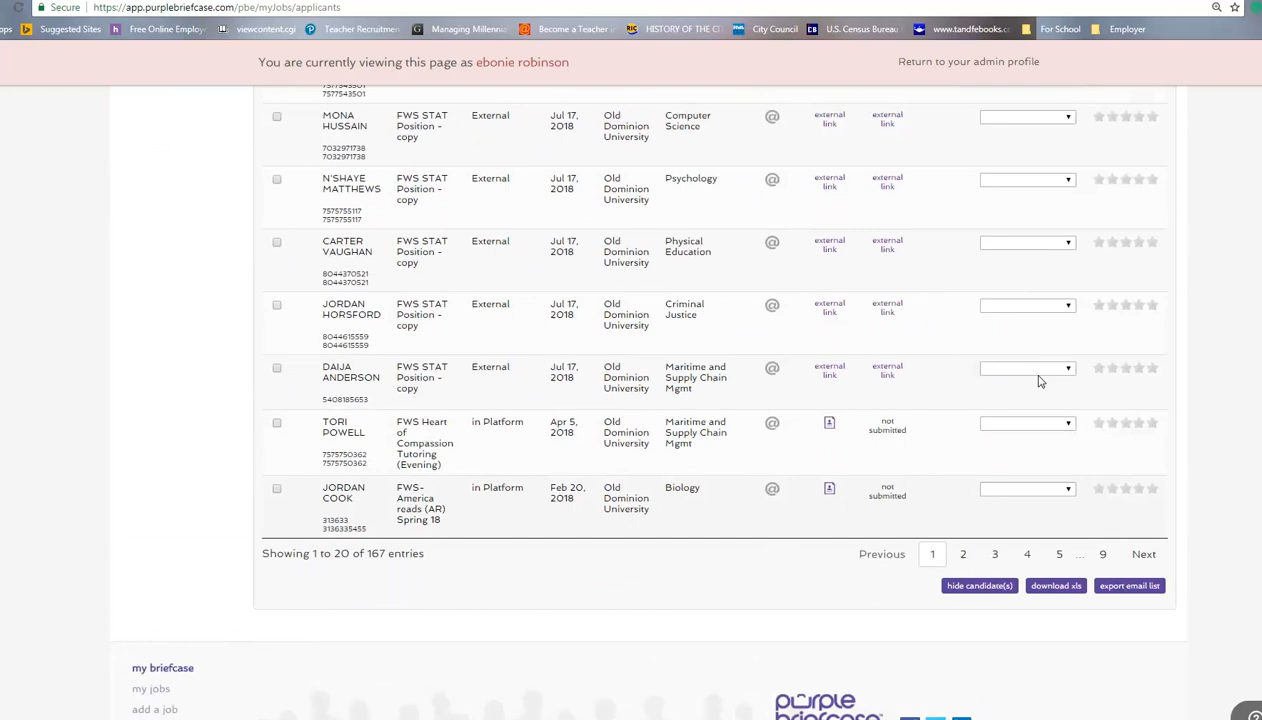 Secure https://app.purplebriefcase.com/pbe/myJobs/applicants
pps Suggested Sites Free Online Employ viewcontent.cgi Teacher Recruitmen Managing Millennia Become a Teacher in HISTORY OF THE CI City Council U.S. Census Bureau www.tandfebooks.c For School Employer
You are currently viewing this page as ebonie robinson Return to your admin profile
7577543501
7577543501
MONA HUSSAIN
7032971738
7032971738
FWS STAT Position - copy
External
Jul 17, 2018
Old Dominion University
Computer Science
@
external link
external link
N'SHAYE MATTHEWS
7575755117
7575755117
FWS STAT Position - copy
External
Jul 17, 2018
Old Dominion University
Psychology
@
external link
external link
CARTER VAUGHAN
8044370521
8044370521
FWS STAT Position - copy
External
Jul 17, 2018
Old Dominion University
Physical Education
@
external link
external link
JORDAN HORSFORD
8044615559
8044615559
FWS STAT Position - copy
External
Jul 17, 2018
Old Dominion University
Criminal Justice
@
external link
external link
DAIJA ANDERSON
5408185653
FWS STAT Position - copy
External
Jul 17, 2018
Old Dominion University
Maritime and Supply Chain Mgmt
@
external link
external link
TORI POWELL
7575750362
7575750362
FWS Heart of Compassion Tutoring (Evening)
in Platform
Apr 5, 2018
Old Dominion University
Maritime and Supply Chain Mgmt
@
not submitted
JORDAN COOK
313633
3136335455
FWS- America reads (AR) Spring 18
in Platform
Feb 20, 2018
Old Dominion University
Biology
@
not submitted
Showing 1 to 20 of 167 entries
Previous 1 2 3 4 5 ... 9 Next
hide candidate(s) download xls export email list
my briefcase
my jobs
add a job
purple
briefcase
?